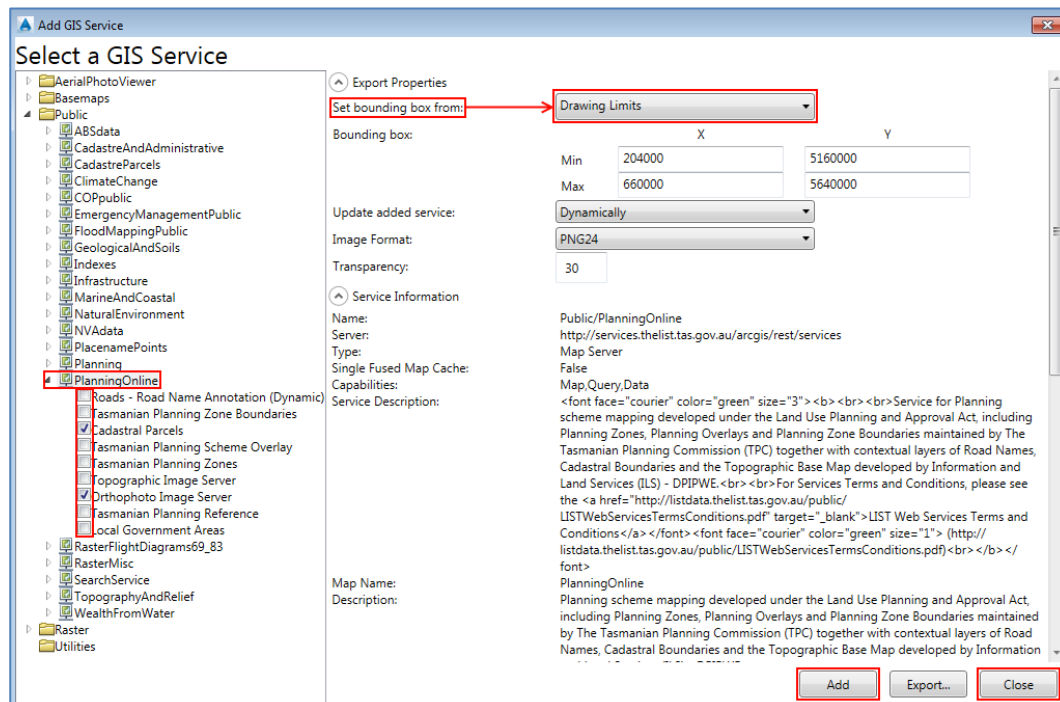 Add GIS Service
Select a GIS Service
AerialPhotoViewer
Basemaps
Public
ABSdata
CadastreAndAdministrative
CadastreParcels
ClimateChange
COPpublic
EmergencyManagementPublic
FloodMappingPublic
GeologicalAndSoils
Indexes
Infrastructure
MarineAndCoastal
NaturalEnvironment
NVAdata
PlacenamePoints
Planning
PlanningOnline
Roads - Road Name Annotation (Dynamic)
Tasmanian Planning Zone Boundaries
Cadastral Parcels
Tasmanian Planning Scheme Overlay
Tasmanian Planning Zones
Topographic Image Server
Orthophoto Image Server
Tasmanian Planning Reference
Local Government Areas
RasterFlightDiagrams69_83
RasterMisc
SearchService
TopographyAndRelief
WealthFromWater
Raster
Utilities
Export Properties
Set bounding box from: Drawing Limits
Bounding box: X Y
Min 204000 5160000
Max 660000 5640000
Update added service: Dynamically
Image Format: PNG24
Transparency: 30
Service Information
Name: Public/PlanningOnline
Server: http://services.thelist.tas.gov.au/arcgis/rest/services
Type: Map Server
Single Fused Map Cache: False
Capabilities: Map,Query,Data
Service Description: <font face="courier" color="green" size="3"><b><br><br>Service for Planning
scheme mapping developed under the Land Use Planning and Approval Act, including
Planning Zones, Planning Overlays and Planning Zone Boundaries maintained by The
Tasmanian Planning Commission (TPC) together with contextual layers of Road Names,
Cadastral Boundaries and the Topographic Base Map developed by Information and
Land Services (ILS) - DPIPWE.<br><br>For Services Terms and Conditions, please see
the <a href="http://listdata.thelist.tas.gov.au/public/
LISTWebServicesTermsConditions.pdf" target="_blank">LIST Web Services Terms and
Conditions</a></font><font face="courier" color="green" size="1"> (http://
listdata.thelist.tas.gov.au/public/LISTWebServicesTermsConditions.pdf)<br></b></
font>
Map Name: PlanningOnline
Description: Planning scheme mapping developed under the Land Use Planning and Approval Act,
including Planning Zones, Planning Overlays and Planning Zone Boundaries maintained
by The Tasmanian Planning Commission (TPC) together with contextual layers of Road
Names, Cadastral Boundaries and the Topographic Base Map developed by Information
Add Export... Close